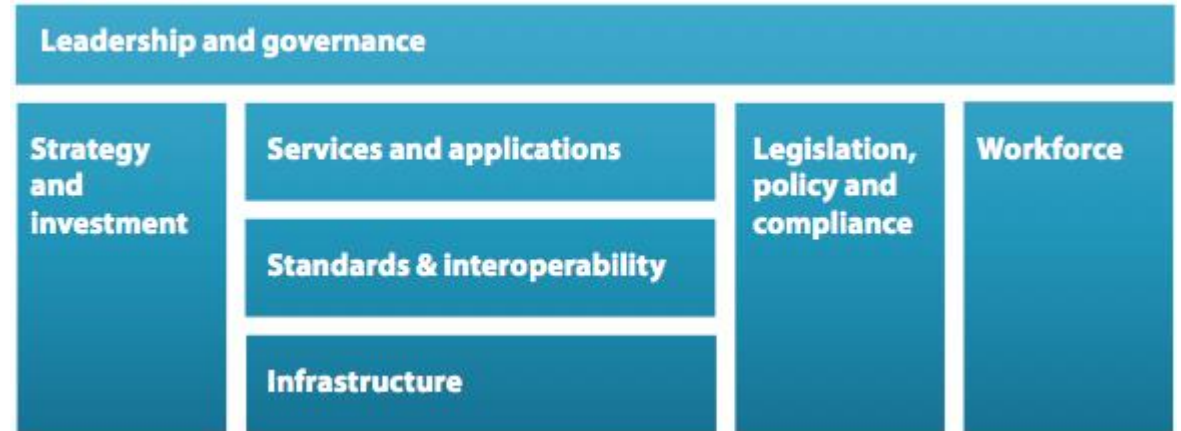 Leadership and governance
Strategy
and
investment
Services and applications
Standards & interoperability
Infrastructure
Legislation,
policy and
compliance
Workforce